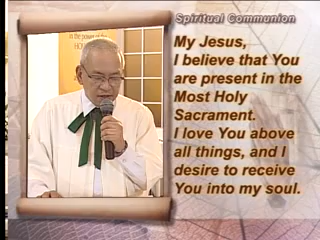 Spiritual Communion
My Jesus,
I believe that You
are present in the
Most Holy
Sacrament.
I love You above
all things, and I
desire to receive
You into my soul.